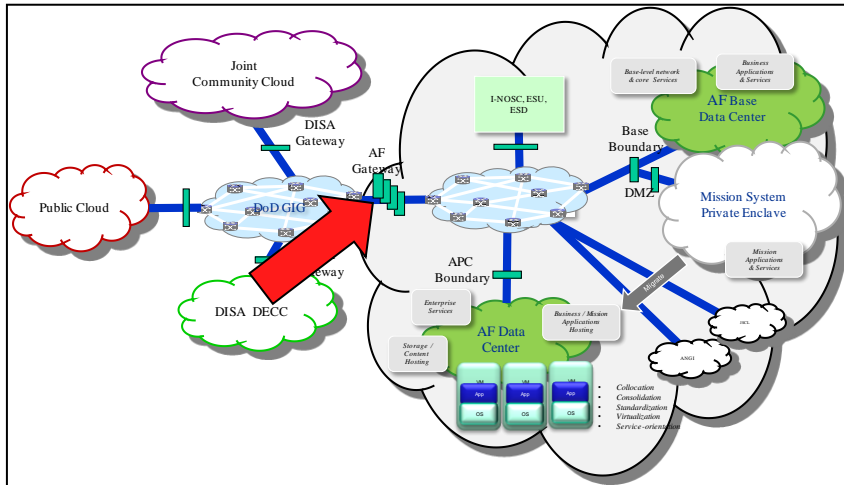 Joint
Community Cloud
DISA
Gateway
AF
Gateway
I-NOSC, ESU,
ESD
Base-level network
& core Services
Business
Applications
& Services
AF Base
Data Center
Base
Boundary
DMZ
Public Cloud
DoD GIG
Mission System
Private Enclave
Mission
Applications
& Services
APC
Boundary
Migrate
DISA DECC
Enterprise
Services
Business / Mission
Applications
Hosting
AF Data
Center
Storage /
Content
Hosting
ANGI
VM
VM
App
App
App
OS
OS
OS
• Collocation
• Consolidation
• Standardization
• Virtualization
• Service-orientation